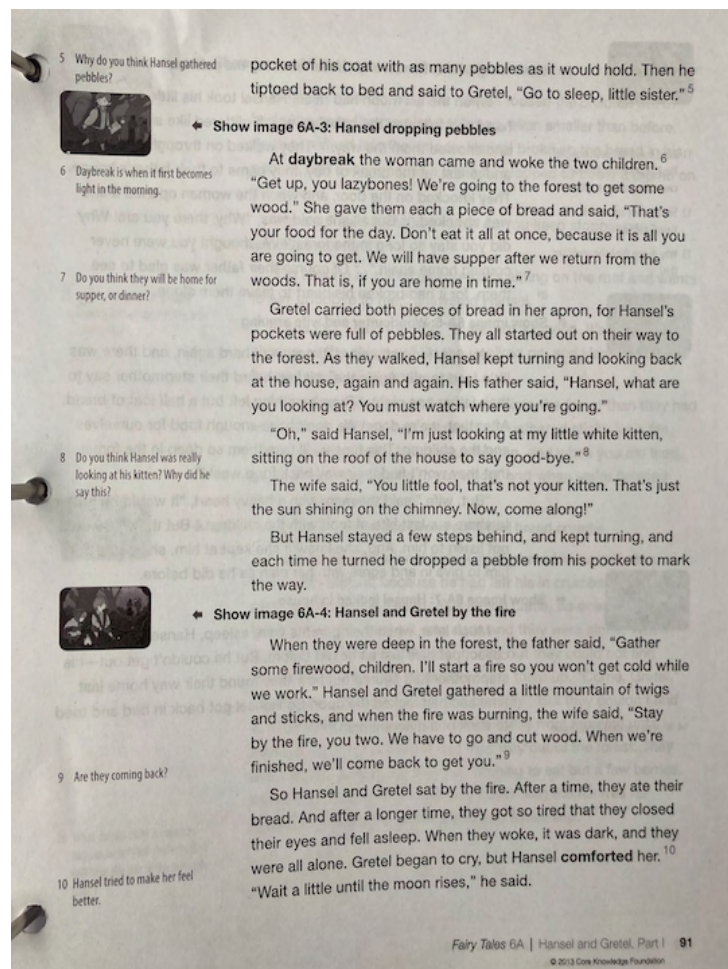 5 Why do you think Hansel gathered
pebbles?
pocket of his coat with as many pebbles as it would hold. Then he
tiptoed back to bed and said to Gretel, “Go to sleep, little sister.” 5
Show image 6A-3: Hansel dropping pebbles
At daybreak the woman came and woke the two children. 6
6 Daybreak is when it first becomes
light in the morning.
“Get up, you lazybones! We’re going to the forest to get some
wood.” She gave them each a piece of bread and said, “That’s
your food for the day. Don’t eat it all at once, because it is all you
are going to get. We will have supper after we return from the
woods. That is, if you are home in time.” 7
7 Do you think they will be home for
supper, or dinner?
Gretel carried both pieces of bread in her apron, for Hansel’s
pockets were full of pebbles. They all started out on their way to
the forest. As they walked, Hansel kept turning and looking back
at the house, again and again. His father said, “Hansel, what are
you looking at? You must watch where you’re going.”
“Oh,” said Hansel, “I’m just looking at my little white kitten,
sitting on the roof of the house to say good-bye.” 8
8 Do you think Hansel was really
looking at his kitten? Why did he
say this?
The wife said, “You little fool, that’s not your kitten. That’s just
the sun shining on the chimney. Now, come along!”
But Hansel stayed a few steps behind, and kept turning, and
each time he turned he dropped a pebble from his pocket to mark
the way.
Show image 6A-4: Hansel and Gretel by the fire
When they were deep in the forest, the father said, “Gather
some firewood, children. I’ll start a fire so you won’t get cold while
we work.” Hansel and Gretel gathered a little mountain of twigs
and sticks, and when the fire was burning, the wife said, “Stay
by the fire, you two. We have to go and cut wood. When we’re
finished, we’ll come back to get you.” 9
9 Are they coming back?
So Hansel and Gretel sat by the fire. After a time, they ate their
bread. And after a longer time, they got so tired that they closed
their eyes and fell asleep. When they woke, it was dark, and they
were all alone. Gretel began to cry, but Hansel comforted her. 10
10 Hansel tried to make her feel
better.
“Wait a little until the moon rises,” he said.
Fairy Tales 6A | Hansel and Gretel, Part I 91
© 2013 Core Knowledge Foundation